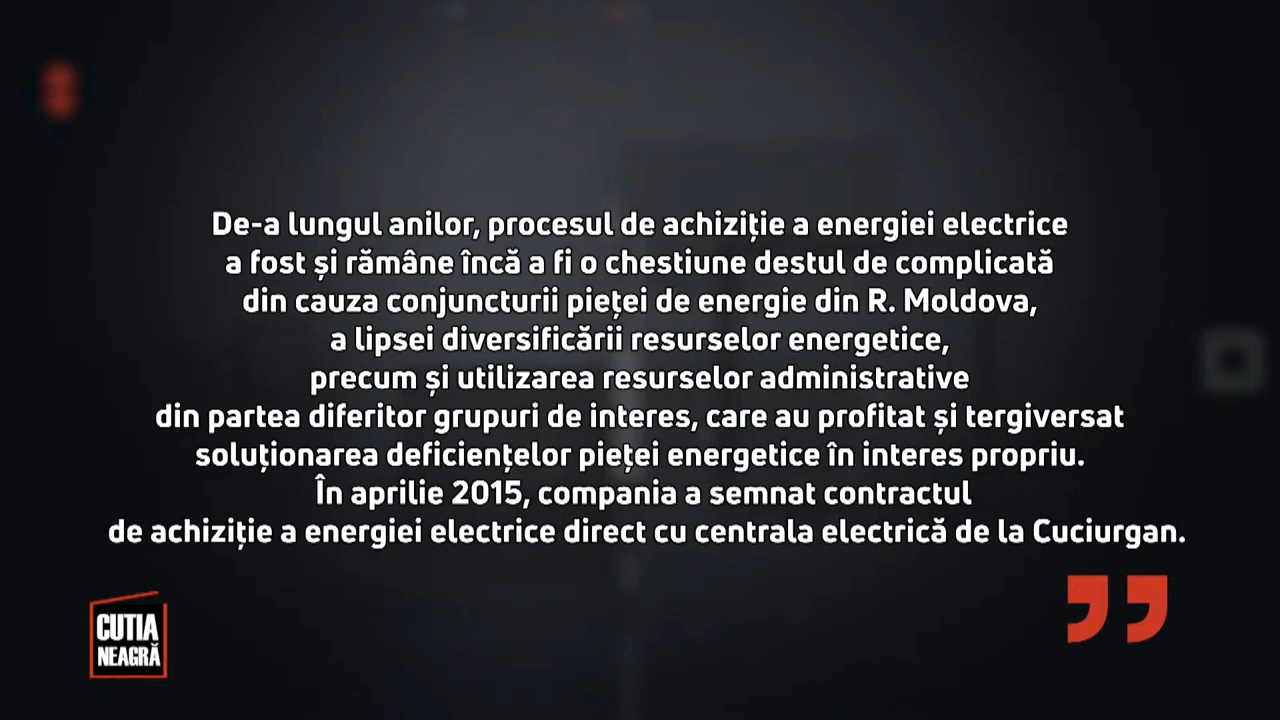 De-a lungul anilor, procesul de achiziție a energiei electrice
a fost și rămâne încă a fi o chestiune destul de complicată
din cauza conjuncturii pieței de energie din R. Moldova,
a lipsei diversificării resurselor energetice,
precum și utilizarea resurselor administrative
din partea diferitor grupuri de interes, care au profitat și tergiversat
soluționarea deficiențelor pieței energetice în interes propriu.
În aprilie 2015, compania a semnat contractul
de achiziție a energiei electrice direct cu centrala electrică de la Cuciurgan.
”
CUTIA
NEAGRĂ